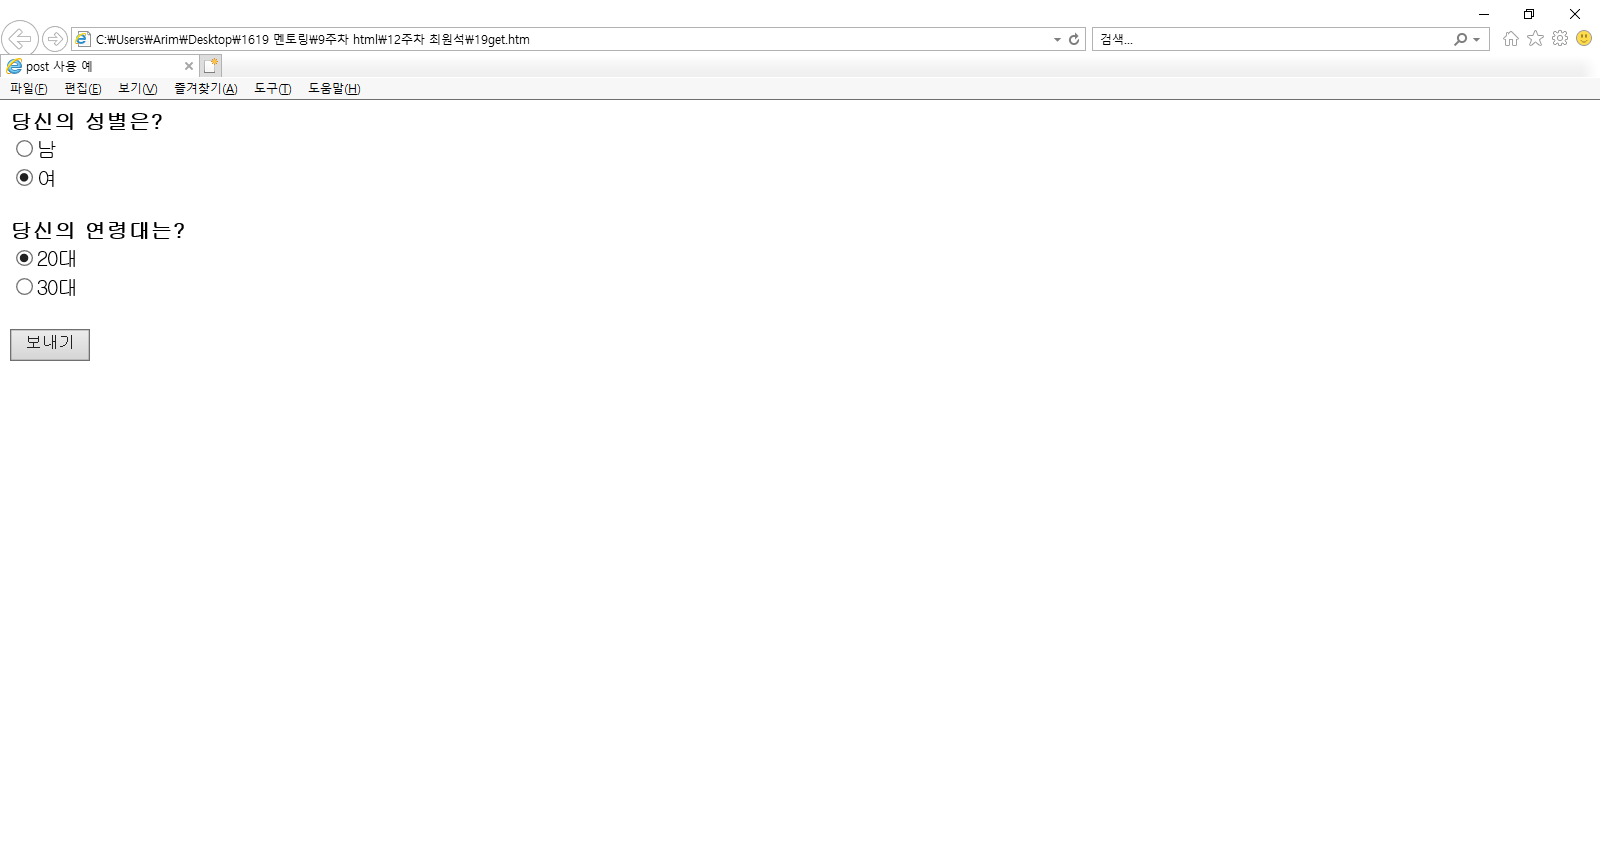 C:₩Users₩Arim₩Desktop₩1619 멘토링₩9주차 html₩12주차 최원석₩19get.htm
검색...
post 사용 예
파일(F) 편집(E) 보기(V) 즐겨찾기(A) 도구(T) 도움말(H)
당신의 성별은?
남
여
당신의 연령대는?
20대
30대
보내기